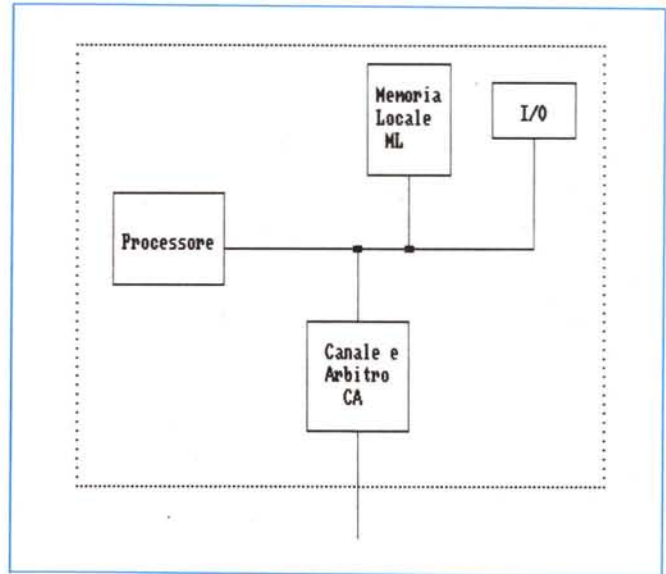 Memoria
Locale
ML
I/O
Processore
Canale e
Arbitro
CA